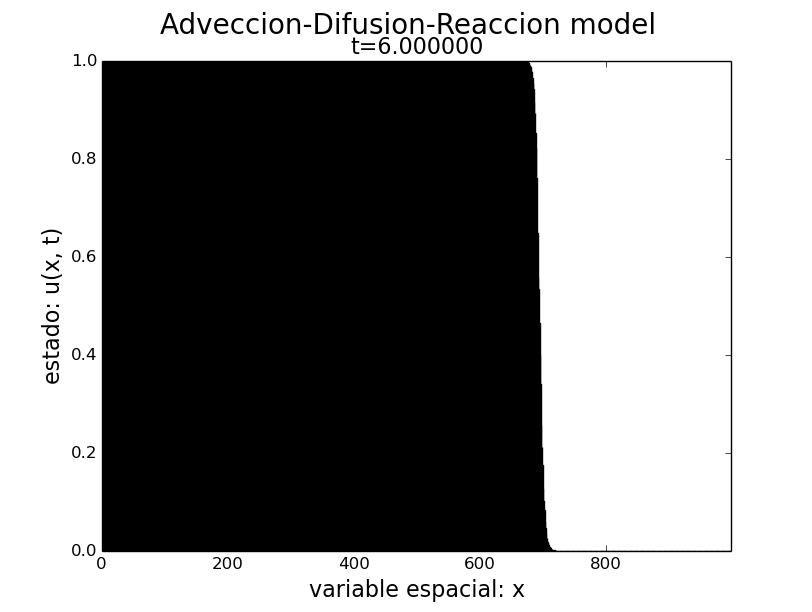 Adveccion-Difusion-Reaccion model
t=6.000000
1.0
0.8
0.6
0.4
0.2
0.0
estado: u(x, t)
0 200 400 600 800
variable espacial: x